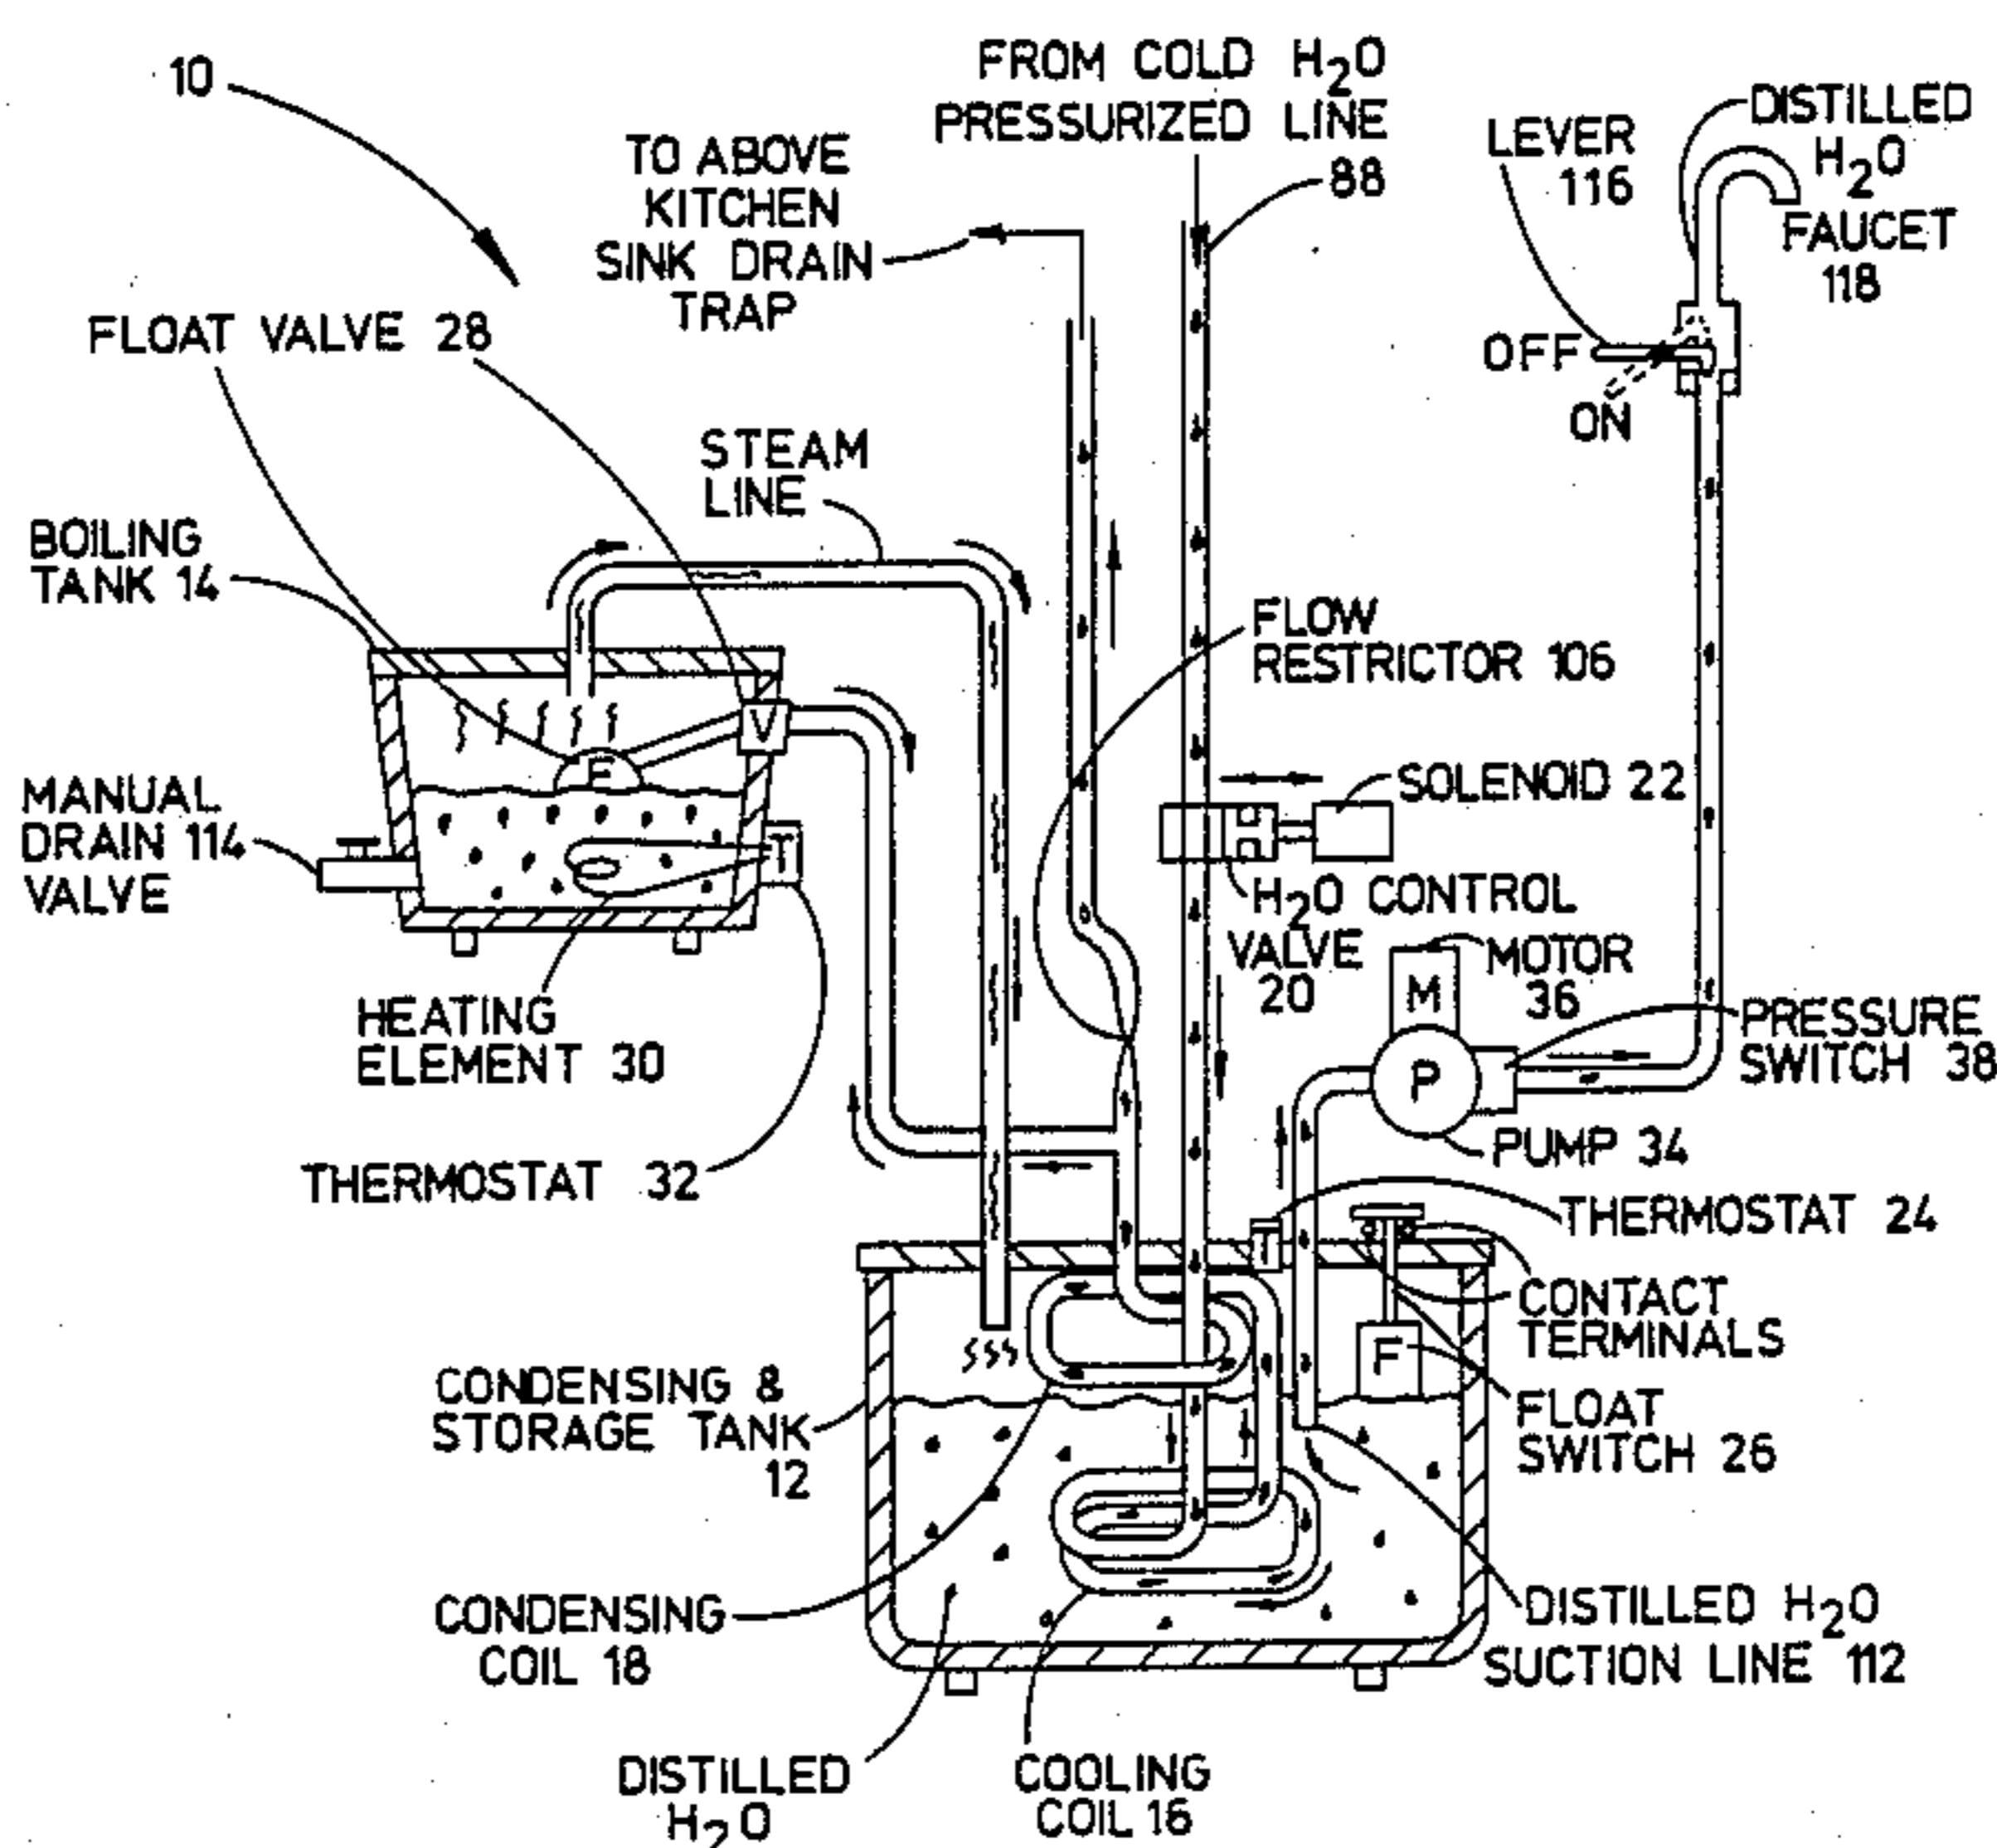 10
FROM COLD H2O
PRESSURIZED LINE
88
TO ABOVE
KITCHEN
SINK DRAIN
TRAP
LEVER
116
DISTILLED
H2O
FAUCET
118
OFF
ON
FLOAT VALVE 28
STEAM
LINE
BOILING
TANK 14
FLOW
RESTRICTOR 106
V
F
T
MANUAL
DRAIN 114
VALVE
SOLENOID 22
H2O CONTROL
VALVE
20
MOTOR
36
M
P
PRESSURE
SWITCH 38
HEATING
ELEMENT 30
PUMP 34
THERMOSTAT 32
THERMOSTAT 24
T
F
CONTACT
TERMINALS
CONDENSING &
STORAGE TANK
12
FLOAT
SWITCH 26
CONDENSING
COIL 18
DISTILLED H2O
SUCTION LINE 112
DISTILLED
H2O
COOLING
COIL 16